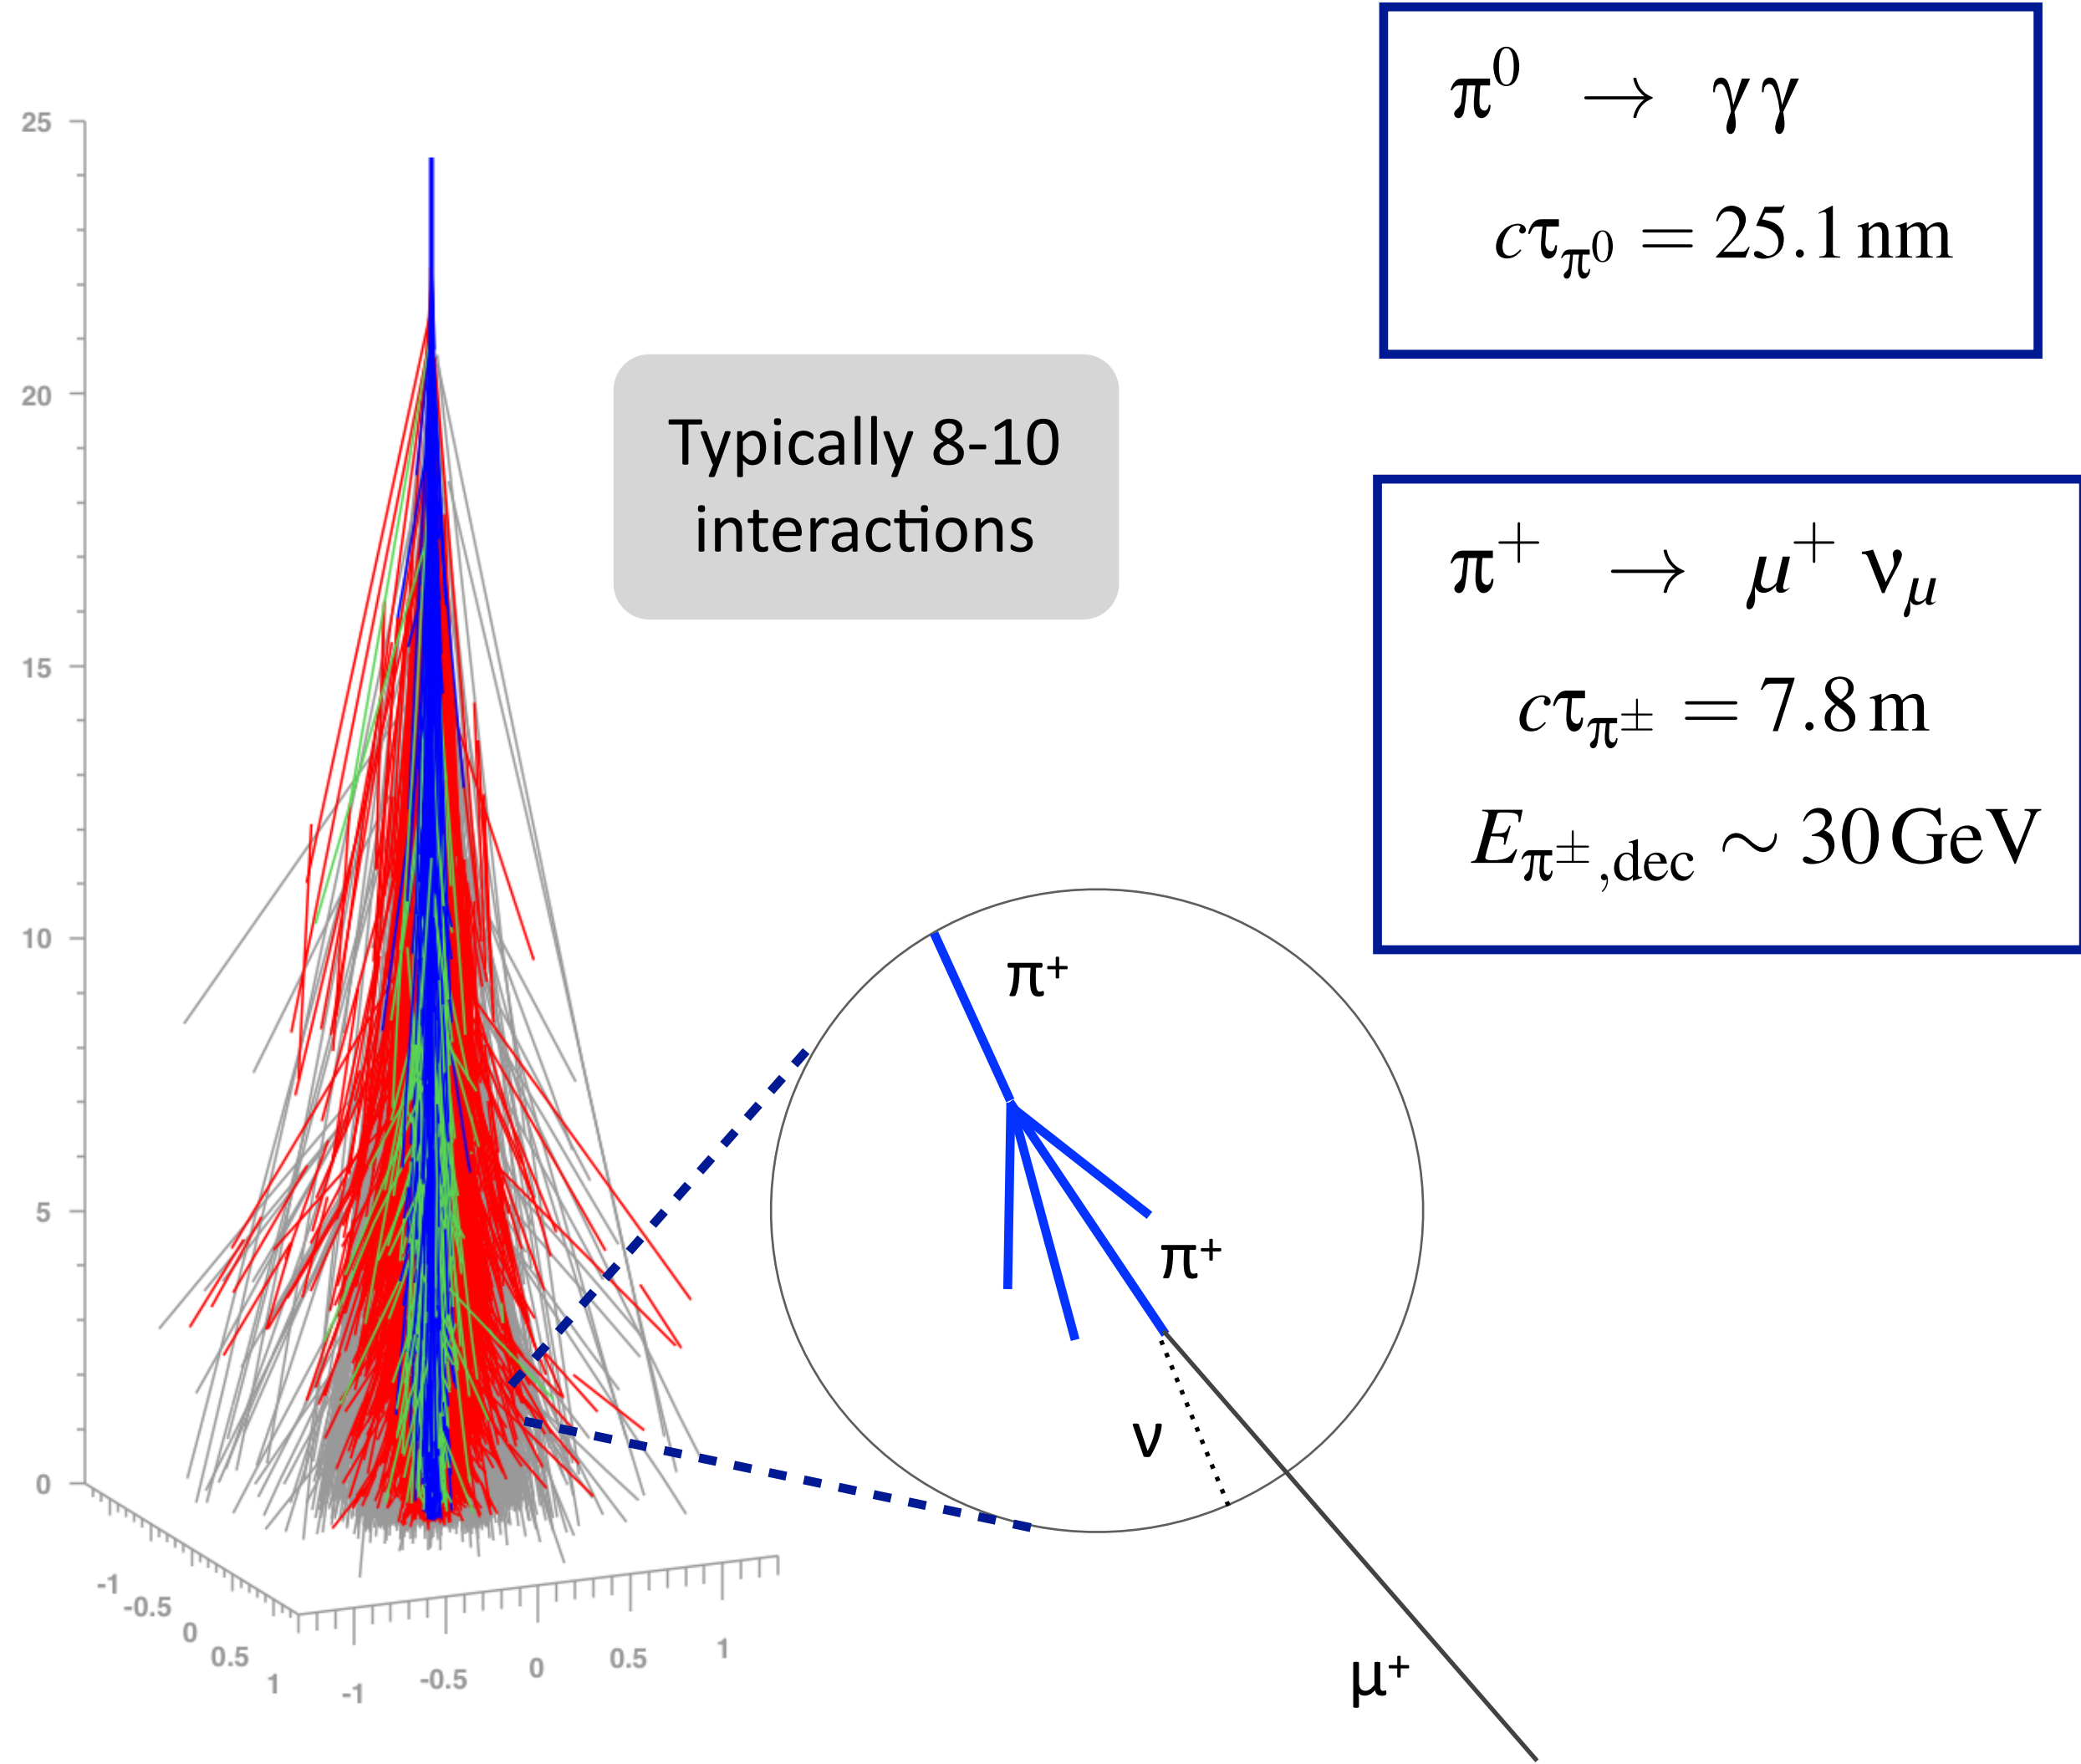 π⁰ → γγ
cτ_π⁰ = 25.1 nm
Typically 8-10
interactions
π⁺ → μ⁺ ν_μ
cτ_π± = 7.8 m
E_π±,dec ~ 30 GeV
25
20
15
10
5
0
π⁺
π⁺
ν
μ⁺
-1
-0.5
0
0.5
1
-1
-0.5
0
0.5
1